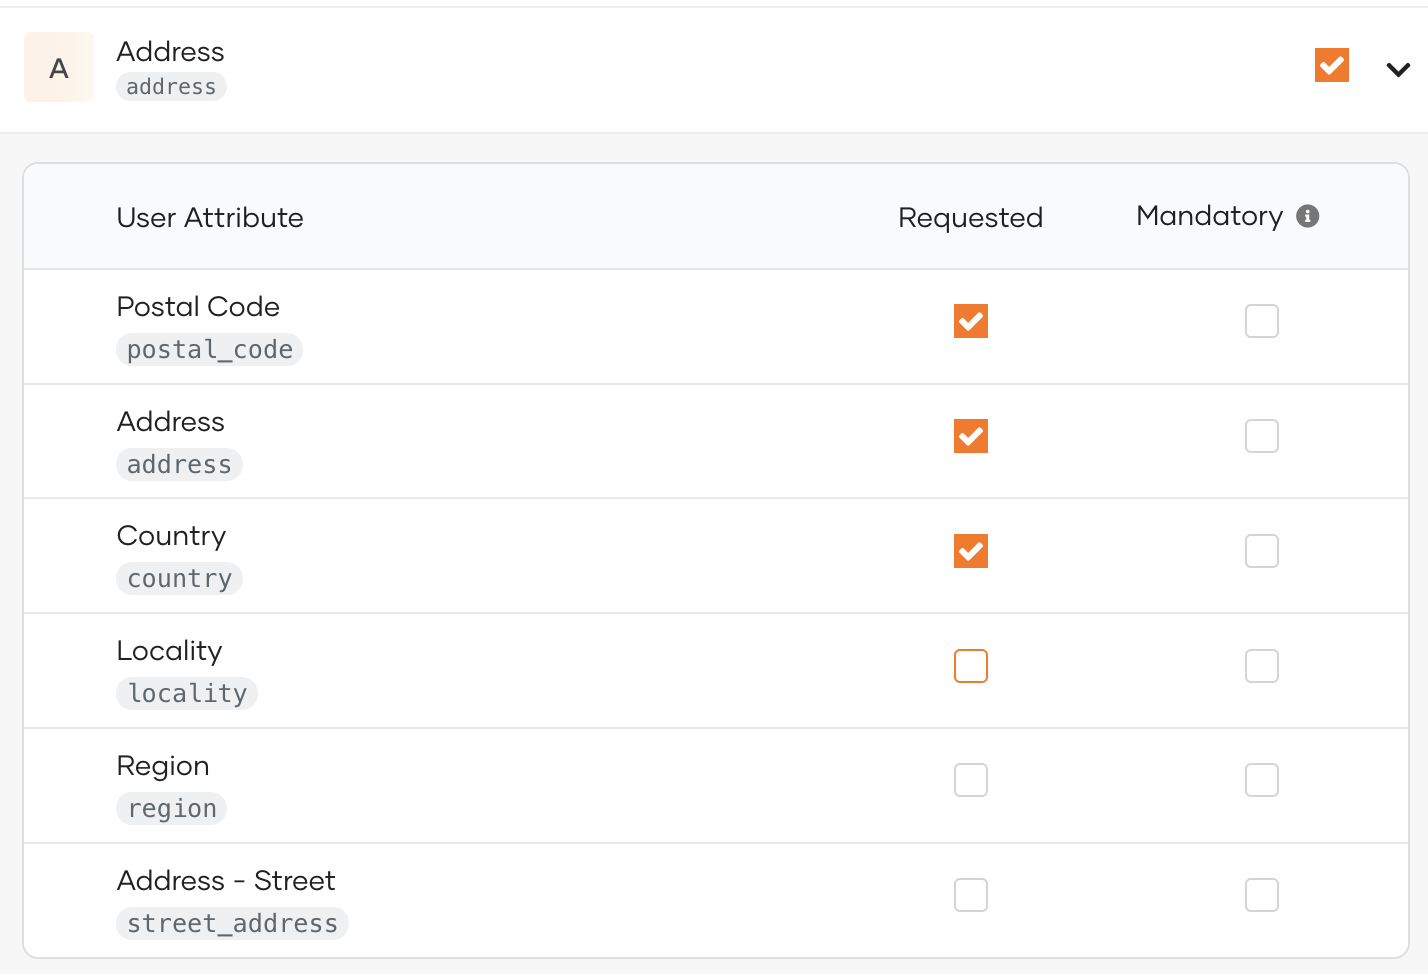 A
Address
address
User Attribute Requested Mandatory
Postal Code
postal_code
Address
address
Country
country
Locality
locality
Region
region
Address - Street
street_address